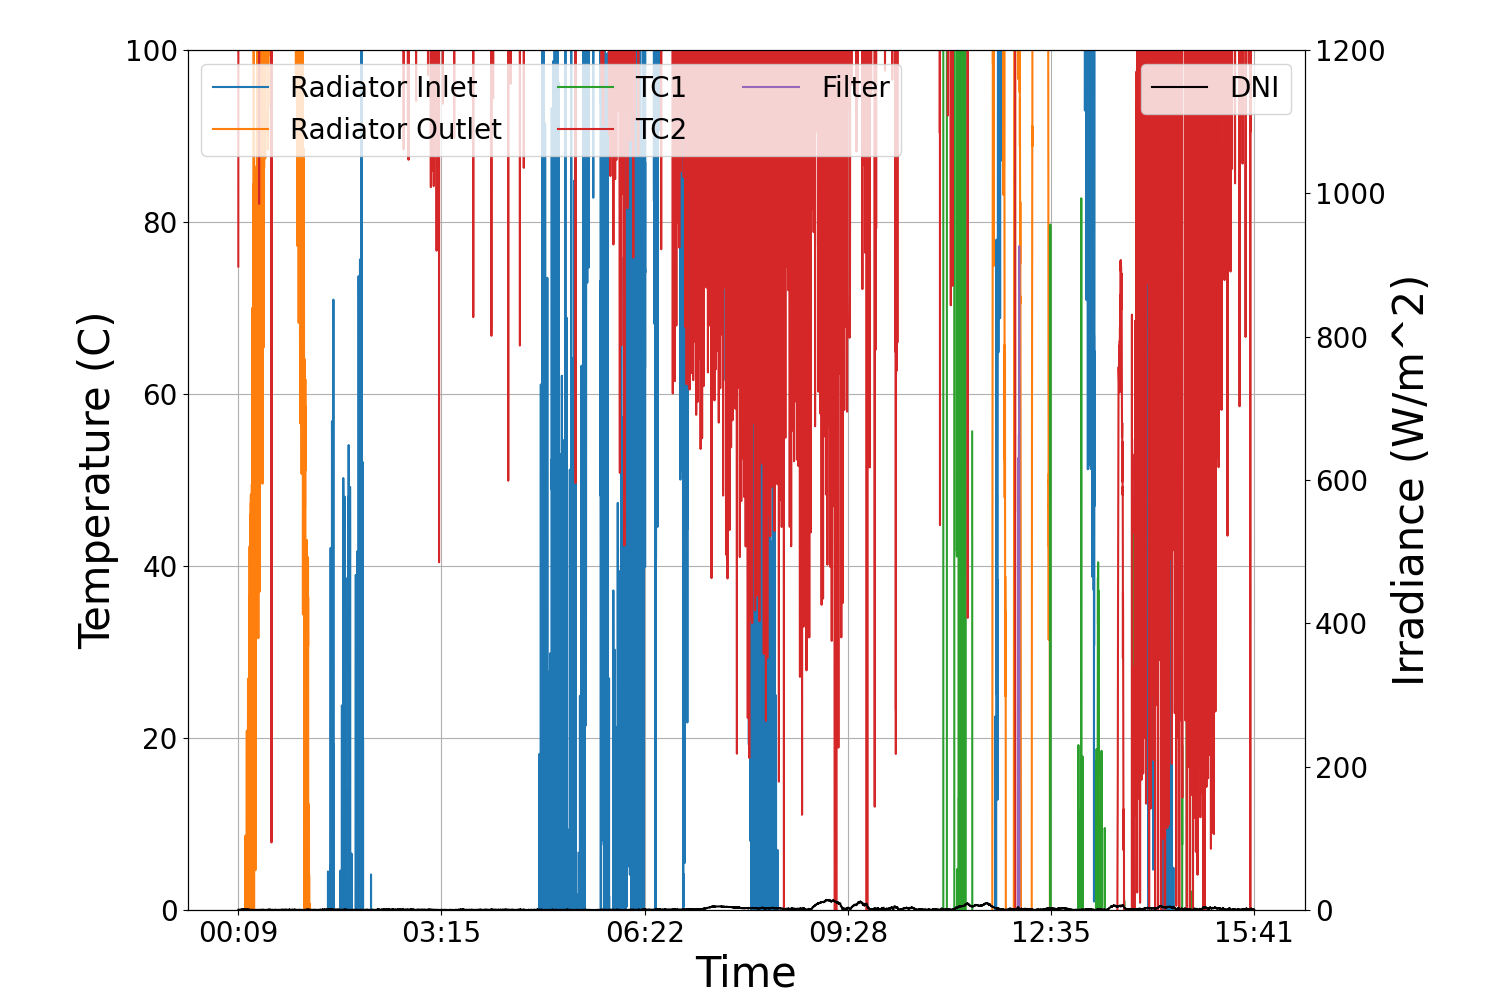 100
80
60
40
20
0
Temperature (C)
Radiator Inlet
Radiator Outlet
TC1
TC2
Filter
DNI
1200
1000
800
600
400
200
0
Irradiance (W/m^2)
00:09 03:15 06:22 09:28 12:35 15:41
Time